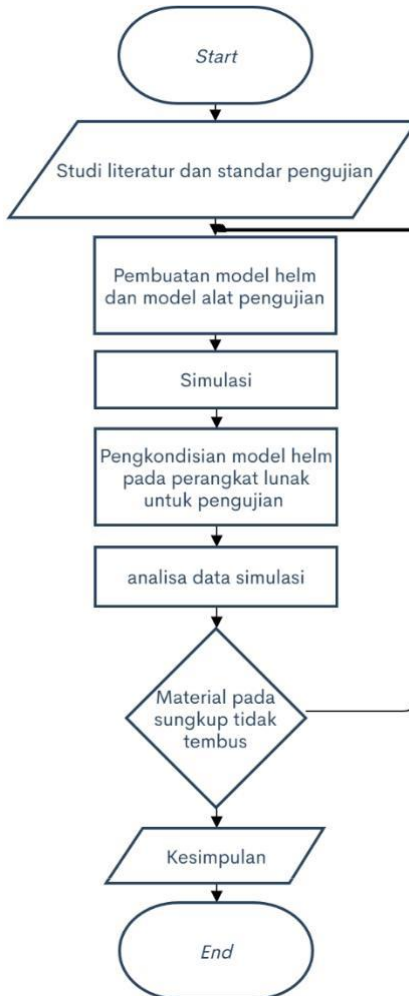 Start
Studi literatur dan standar pengujian
Pembuatan model helm
dan model alat pengujian
Simulasi
Pengkondisian model helm
pada perangkat lunak
untuk pengujian
analisa data simulasi
Material pada
sungkup tidak
tembus
Kesimpulan
End